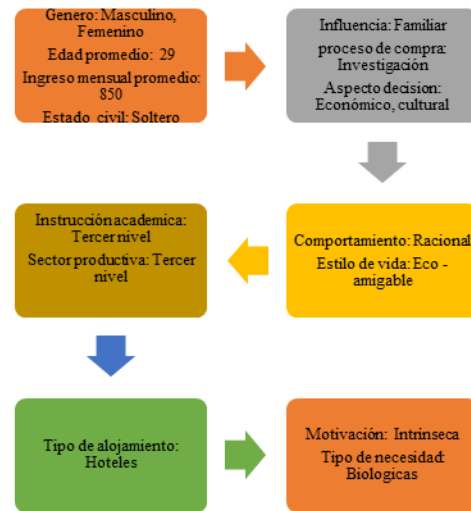 Genero: Masculino,
Femenino
Edad promedio: 29
Ingreso mensual promedio:
850
Estado civil: Soltero
Influencia: Familiar
proceso de compra:
Investigación
Aspecto decision:
Económico, cultural
Comportamiento: Racional
Estilo de vida: Eco -
amigable
Instrucción academica:
Tercer nivel
Sector productiva: Tercer
nivel
Tipo de alojamiento:
Hoteles
Motivación: Intrínseca
Tipo de necesidad:
Biologicas